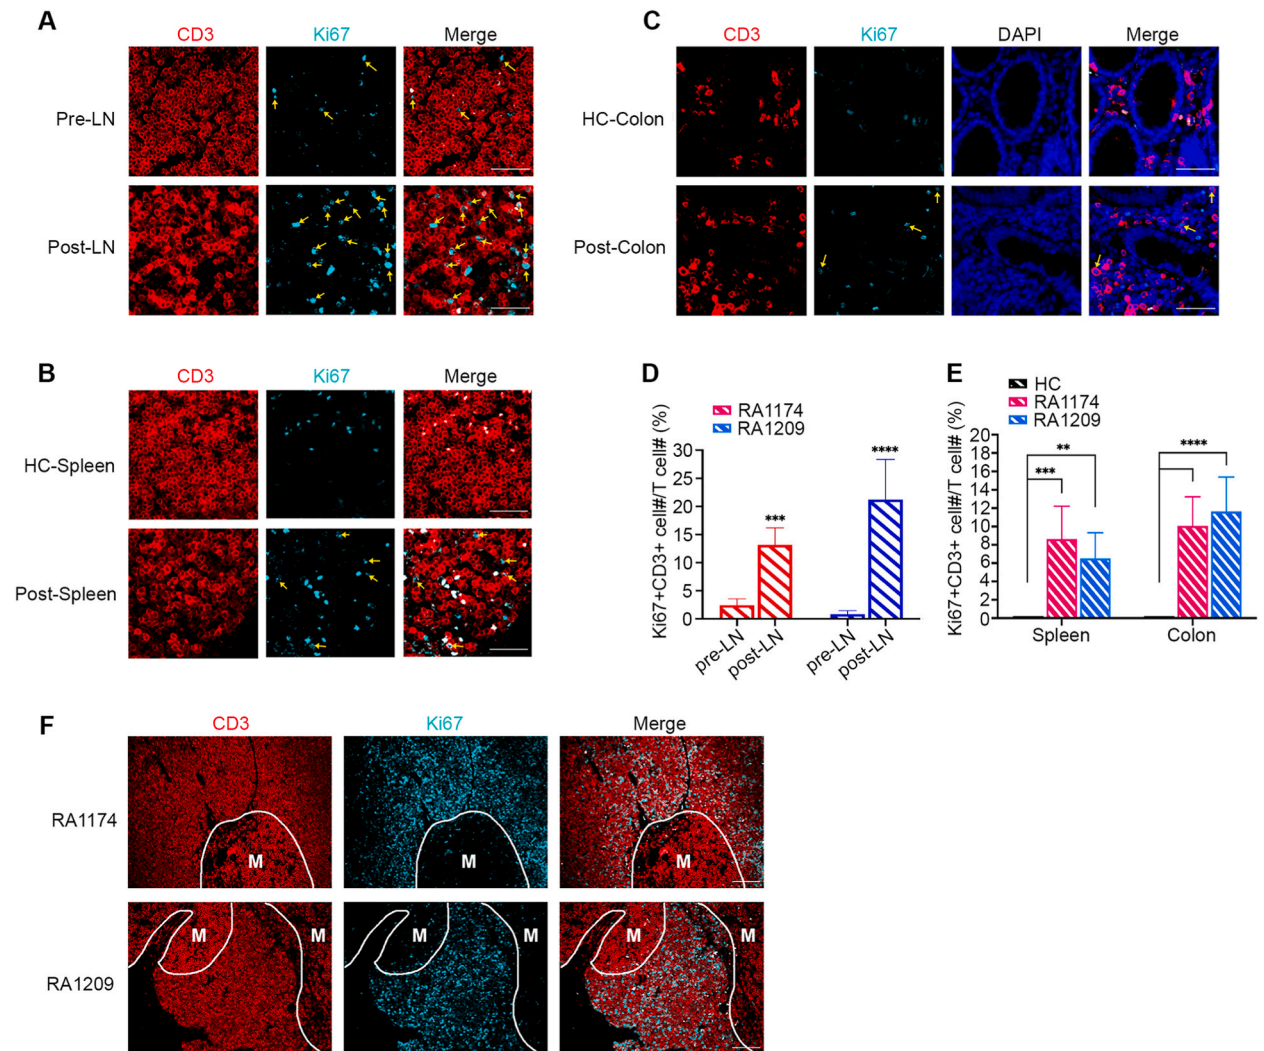 A
CD3 Ki67 Merge
Pre-LN
Post-LN
B
CD3 Ki67 Merge
HC-Spleen
Post-Spleen
C
CD3 Ki67 DAPI Merge
HC-Colon
Post-Colon
D
RA1174
RA1209
Ki67+CD3+ cell#/T cell# (%)
30
25
20
15
10
5
0
***
****
pre-LN post-LN pre-LN post-LN
E
HC
RA1174
RA1209
Ki67+CD3+ cell#/T cell# (%)
20
18
16
14
12
10
8
6
4
2
0
**
***
****
Spleen Colon
F
CD3 Ki67 Merge
RA1174
M M M
RA1209
M M M M M M